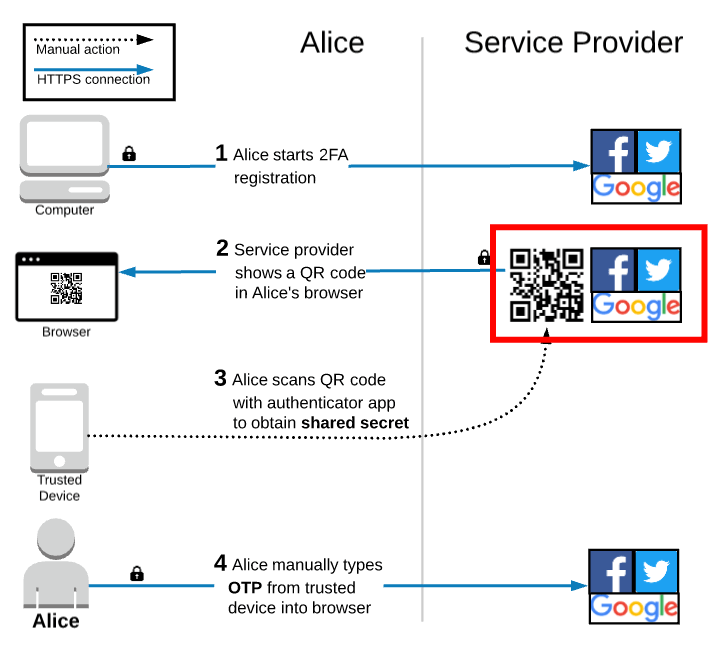 Manual action
HTTPS connection
Alice
Service Provider
1 Alice starts 2FA
registration
Computer
Google
2 Service provider
shows a QR code
in Alice's browser
Browser
Google
3 Alice scans QR code
with authenticator app
to obtain shared secret
Trusted
Device
4 Alice manually types
OTP from trusted
device into browser
Alice
f
Google